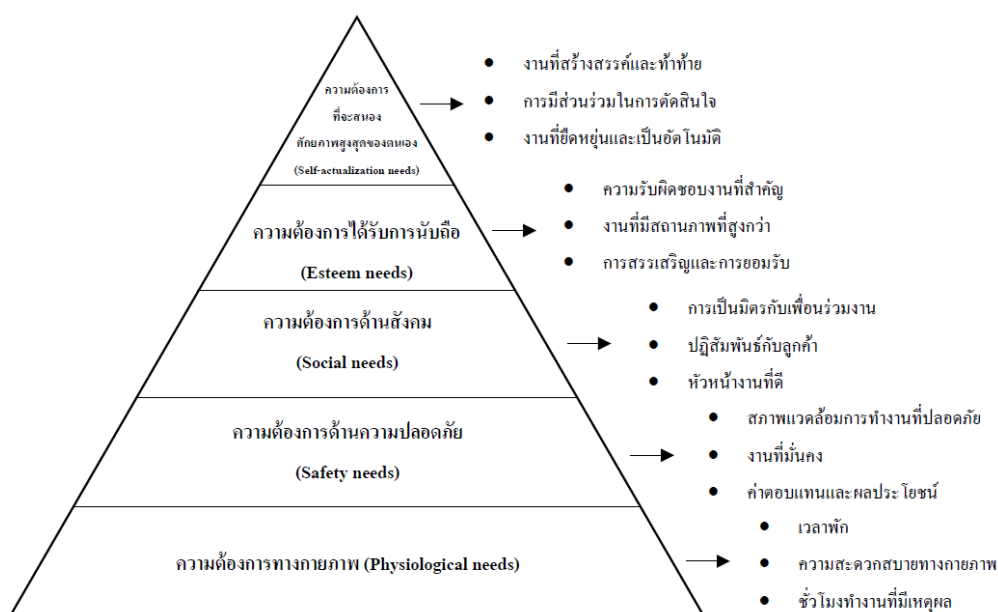 ความต้องการ
ที่จะสนอง
ศักยภาพสูงสุดของตนเอง
(Self-actualization needs)
● งานที่สร้างสรรค์และท้าทาย
● การมีส่วนร่วมในการตัดสินใจ
● งานที่ยืดหยุ่นและเป็นอัตโนมัติ
ความต้องการได้รับการนับถือ
(Esteem needs)
● ความรับผิดชอบงานที่สำคัญ
● งานที่มีสถานภาพที่สูงกว่า
● การสรรเสริญและการยอมรับ
ความต้องการด้านสังคม
(Social needs)
● การเป็นมิตรกับเพื่อนร่วมงาน
● ปฏิสัมพันธ์กับลูกค้า
● หัวหน้างานที่ดี
ความต้องการด้านความปลอดภัย
(Safety needs)
● สภาพแวดล้อมการทำงานที่ปลอดภัย
● งานที่มั่นคง
● ค่าตอบแทนและผลประโยชน์
ความต้องการทางกายภาพ (Physiological needs)
● เวลาพัก
● ความสะดวกสบายทางกายภาพ
● ชั่วโมงทำงานที่มีเหตุผล